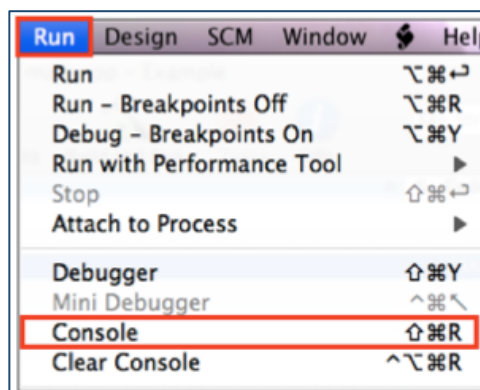 Run Design SCM Window Hel
Run ⌥⌘↩
Run – Breakpoints Off ⌥⌘R
Debug – Breakpoints On ⌥⌘Y
Run with Performance Tool ▶
Stop ⇧⌘↩
Attach to Process ▶
Debugger ⇧⌘Y
Mini Debugger ^⌘↖
Console ⇧⌘R
Clear Console ^⌥⌘R